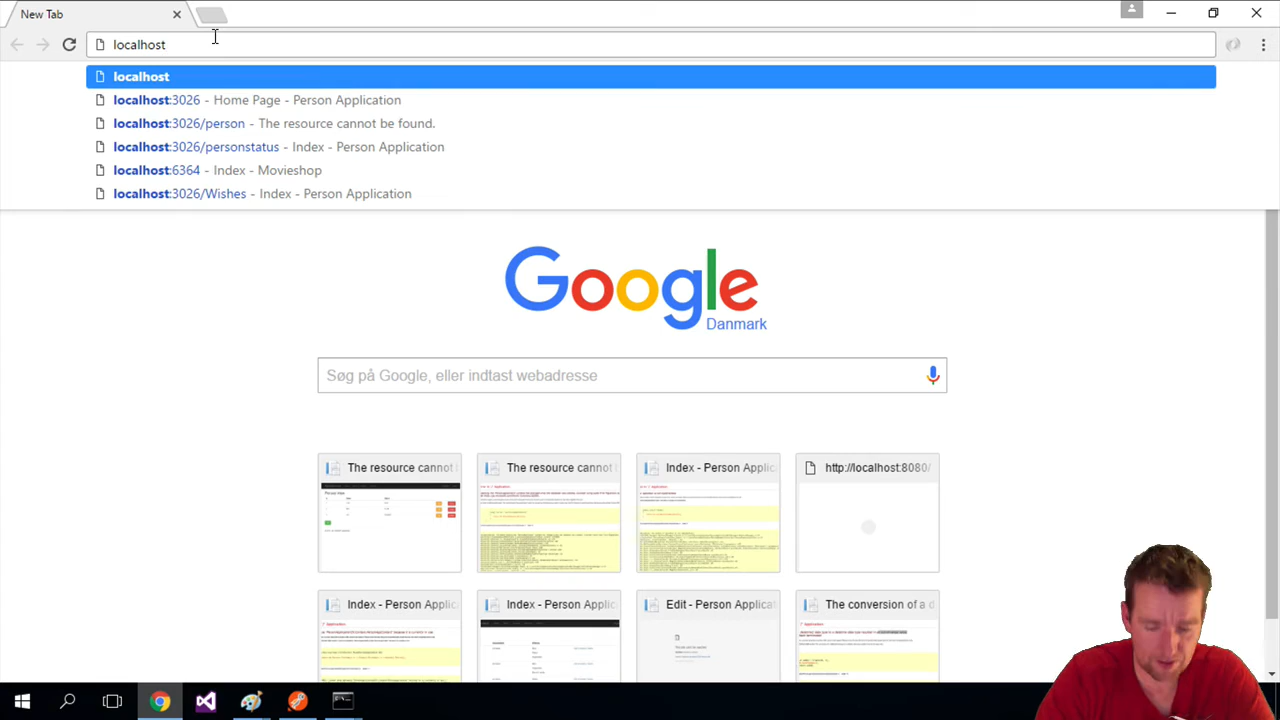 New Tab
localhost
localhost
localhost:3026 - Home Page - Person Application
localhost:3026/person - The resource cannot be found.
localhost:3026/personstatus - Index - Person Application
localhost:6364 - Index - Movieshop
localhost:3026/Wishes - Index - Person Application
Google
Danmark
Søg på Google, eller indtast webadresse
The resource cannot
The resource cannot
Index - Person Applic
http://localhost:8080/
Index - Person Applic
Index - Person Applic
Edit - Person Applicat
The conversion of a d